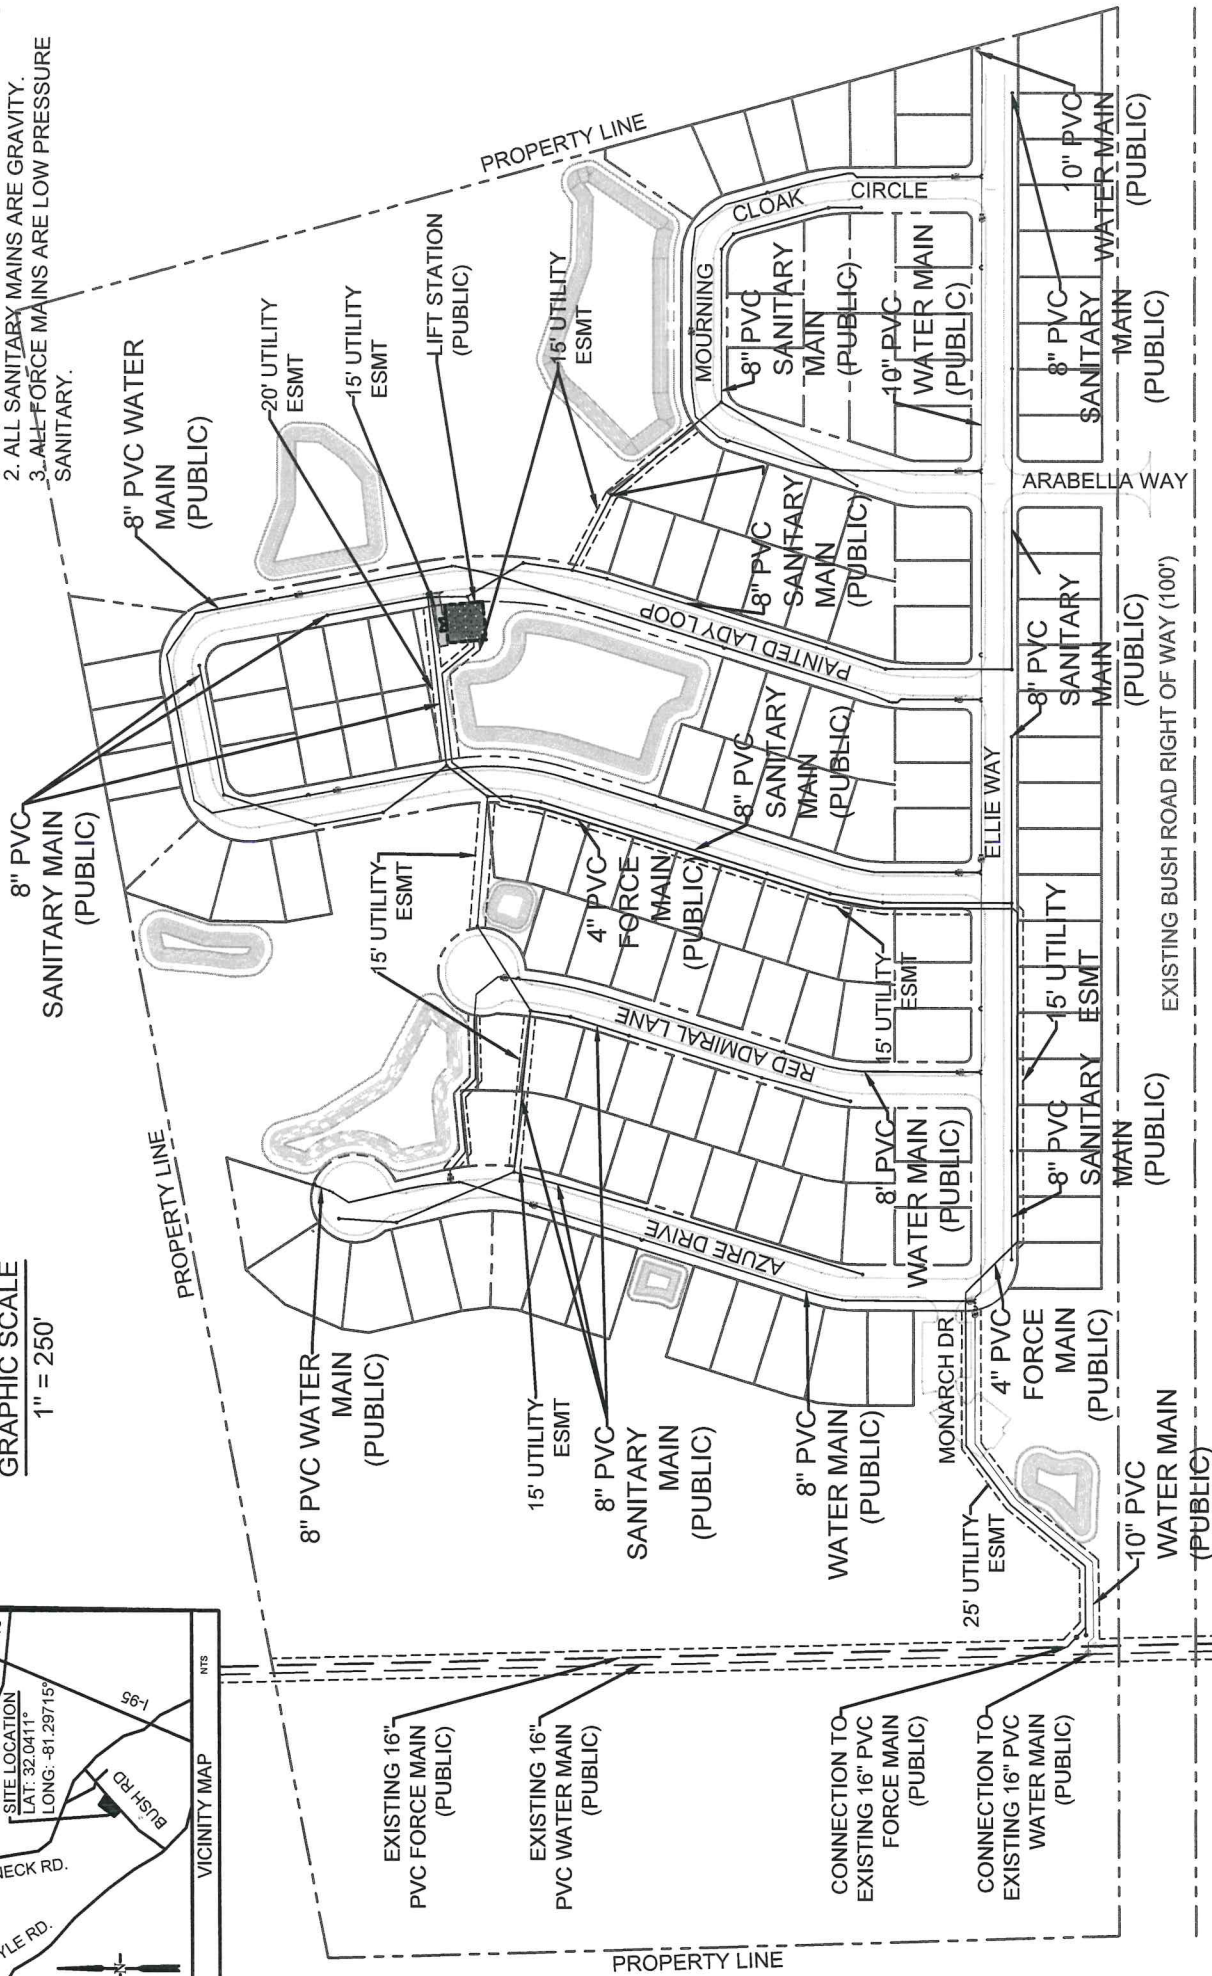 2. ALL SANITARY MAINS ARE GRAVITY.
3. ALL FORCE MAINS ARE LOW PRESSURE
SANITARY.
GRAPHIC SCALE
1" = 250'
SITE LOCATION
LAT: 32.0411°
LONG: -81.29715°
I-95
BUSH RD
NECK RD.
YLE RD.
N
VICINITY MAP
NTS
8" PVC
SANITARY MAIN
(PUBLIC)
8" PVC WATER
MAIN
(PUBLIC)
20' UTILITY
ESMT
15' UTILITY
ESMT
LIFT STATION
(PUBLIC)
15' UTILITY
ESMT
PROPERTY LINE
PROPERTY LINE
PROPERTY LINE
MOURNING
CLOAK
CIRCLE
8" PVC
SANITARY
MAIN
(PUBLIC)
10" PVC
WATER MAIN
(PUBLIC)
10" PVC
WATER MAIN
(PUBLIC)
8" PVC
SANITARY
MAIN
(PUBLIC)
ARABELLA WAY
8" PVC
SANITARY
MAIN
(PUBLIC)
PAINTED LADY LOOP
8" PVC
SANITARY
MAIN
(PUBLIC)
8" PVC
SANITARY
MAIN
(PUBLIC)
ELLIE WAY
EXISTING BUSH ROAD RIGHT OF WAY (100')
15' UTILITY
ESMT
4" PVC
FORCE
MAIN
(PUBLIC)
15' UTILITY
ESMT
15' UTILITY
ESMT
RED ADMIRAL LANE
8" PVC
WATER MAIN
(PUBLIC)
8" PVC
SANITARY
MAIN
(PUBLIC)
AZURE DRIVE
8" PVC WATER
MAIN
(PUBLIC)
15' UTILITY
ESMT
8" PVC
SANITARY
MAIN
(PUBLIC)
8" PVC
WATER MAIN
(PUBLIC)
MONARCH DR
4" PVC
FORCE
MAIN
(PUBLIC)
25' UTILITY
ESMT
10" PVC
WATER MAIN
(PUBLIC)
EXISTING 16"
PVC FORCE MAIN
(PUBLIC)
EXISTING 16"
PVC WATER MAIN
(PUBLIC)
CONNECTION TO
EXISTING 16" PVC
FORCE MAIN
(PUBLIC)
CONNECTION TO
EXISTING 16" PVC
WATER MAIN
(PUBLIC)